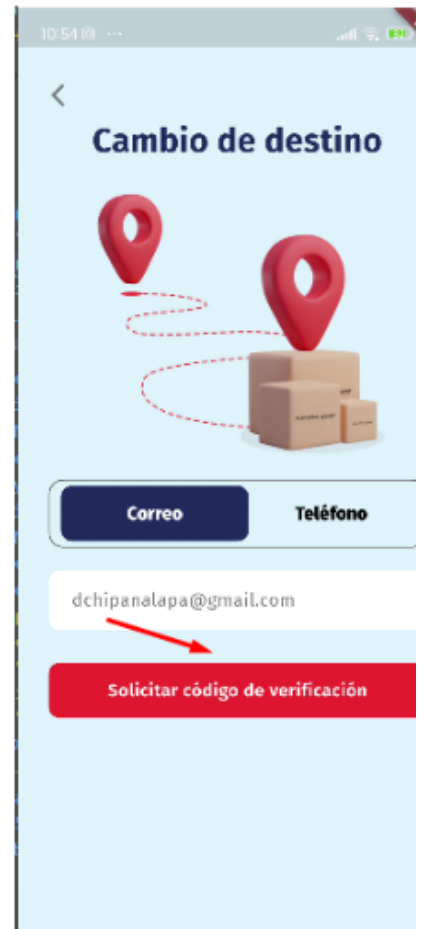 10:54
Cambio de destino
Correo
Teléfono
dchipanalapa@gmail.com
Solicitar código de verificación